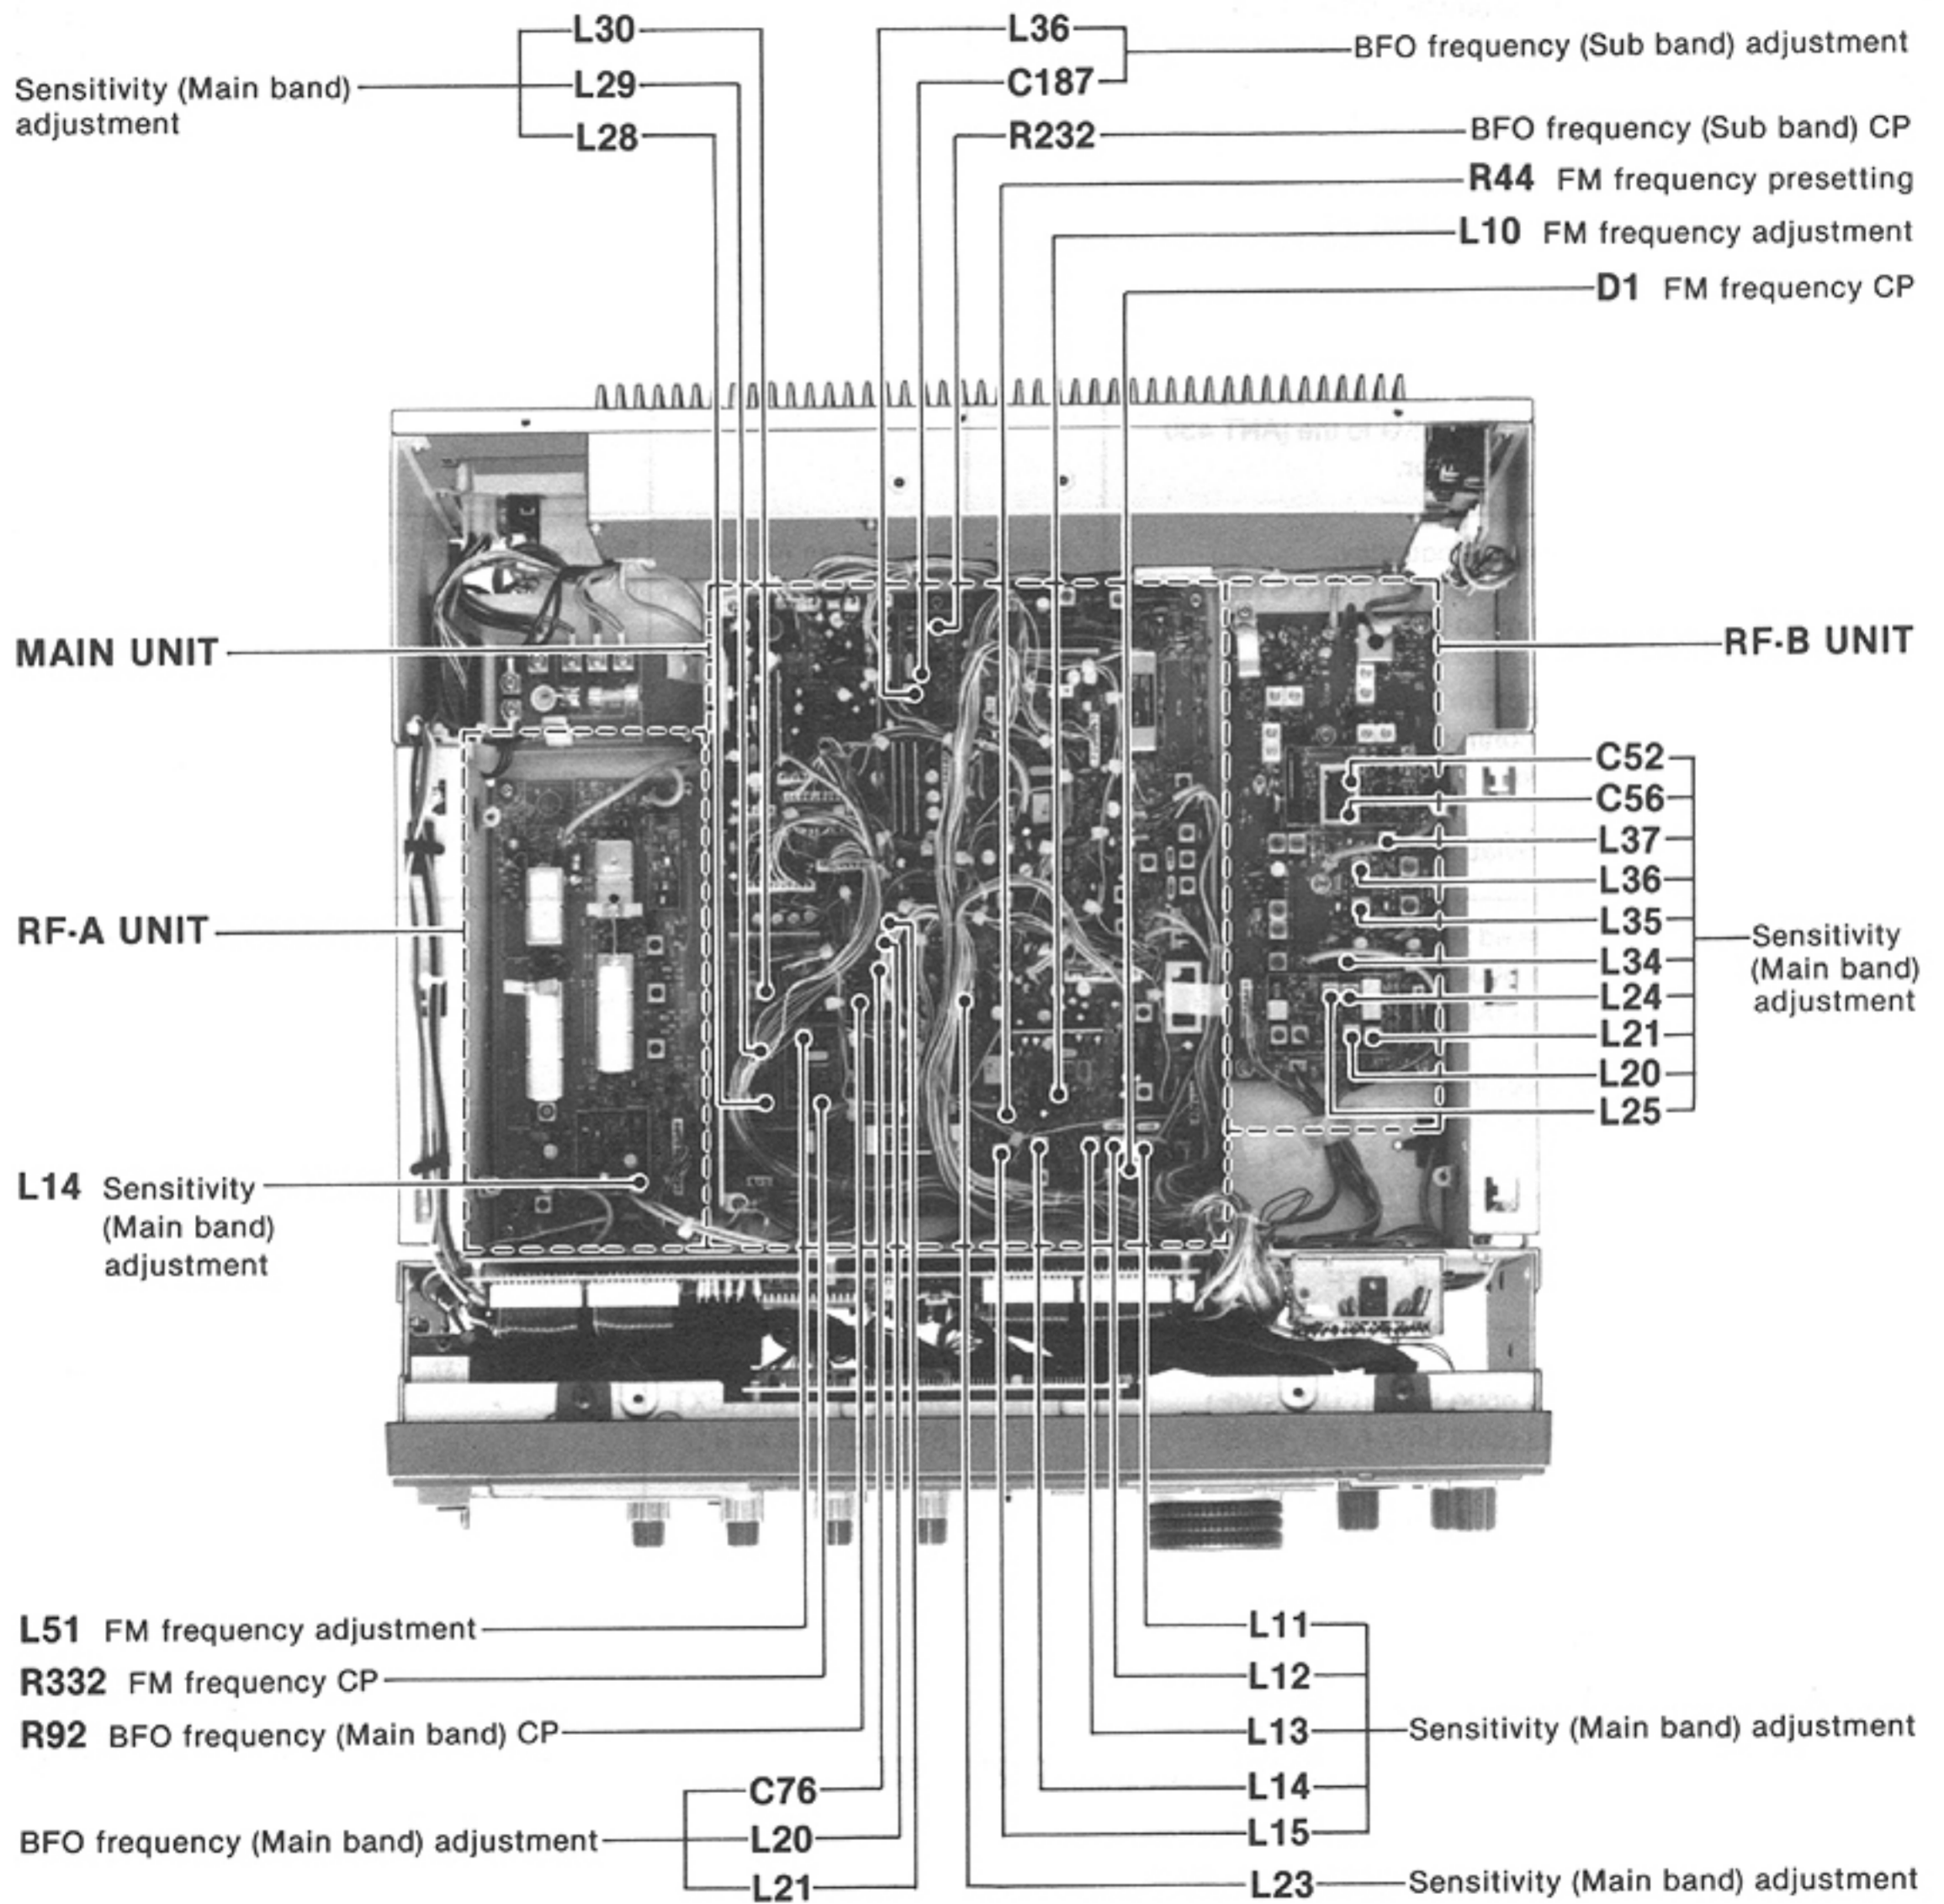 L30
L29
L28
Sensitivity (Main band)
adjustment
L36
C187
BFO frequency (Sub band) adjustment
R232 BFO frequency (Sub band) CP
R44 FM frequency presetting
L10 FM frequency adjustment
D1 FM frequency CP
MAIN UNIT
RF-B UNIT
RF-A UNIT
C52
C56
L37
L36
L35
L34
L24
L21
L20
L25
Sensitivity
(Main band)
adjustment
L14 Sensitivity
(Main band)
adjustment
L51 FM frequency adjustment
R332 FM frequency CP
R92 BFO frequency (Main band) CP
C76
L20
L21
BFO frequency (Main band) adjustment
L11
L12
L13
L14
L15
Sensitivity (Main band) adjustment
L23 Sensitivity (Main band) adjustment